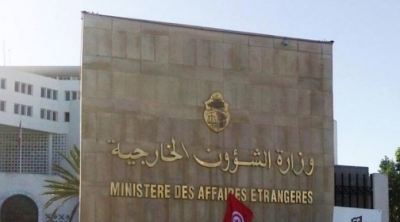 وزارة الشؤون الخارجية
MINISTERE DES AFFAIRES ETRANGERES